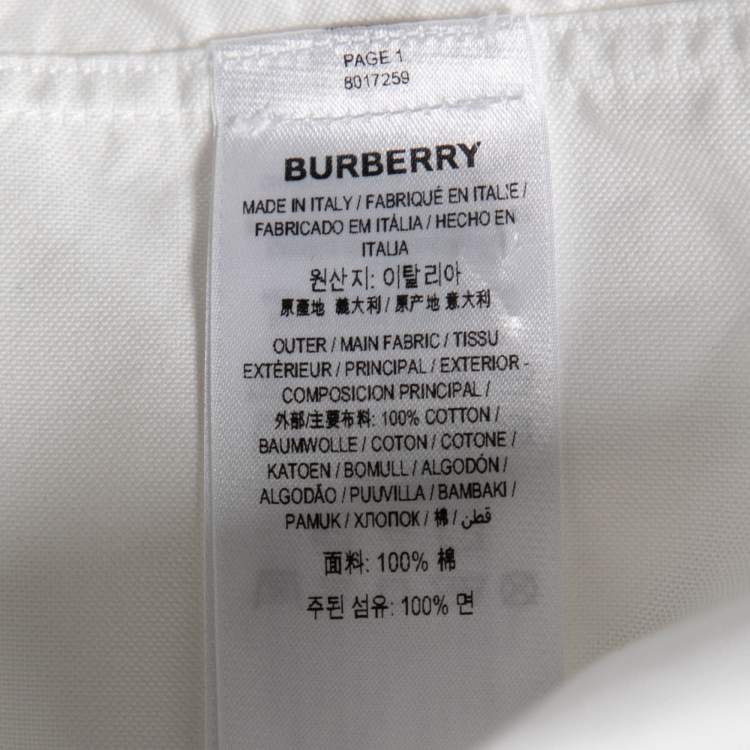 PAGE 1
8017259
BURBERRY
MADE IN ITALY / FABRIQUÉ EN ITALIE /
FABRICADO EM ITÁLIA / HECHO EN
ITALIA
원산지: 이탈리아
原產地 義大利 / 原产地 意大利
OUTER / MAIN FABRIC / TISSU
EXTÉRIEUR / PRINCIPAL / EXTERIOR -
COMPOSICION PRINCIPAL /
外部/主要布料: 100% COTTON /
BAUMWOLLE / COTON / COTONE /
KATOEN / BOMULL / ALGODÓN /
ALGODÃO / PUUVILLA / BAMBAKI /
PAMUK / ХЛОПОК / 棉 / قطن
面料: 100% 棉
주된 섬유: 100% 면